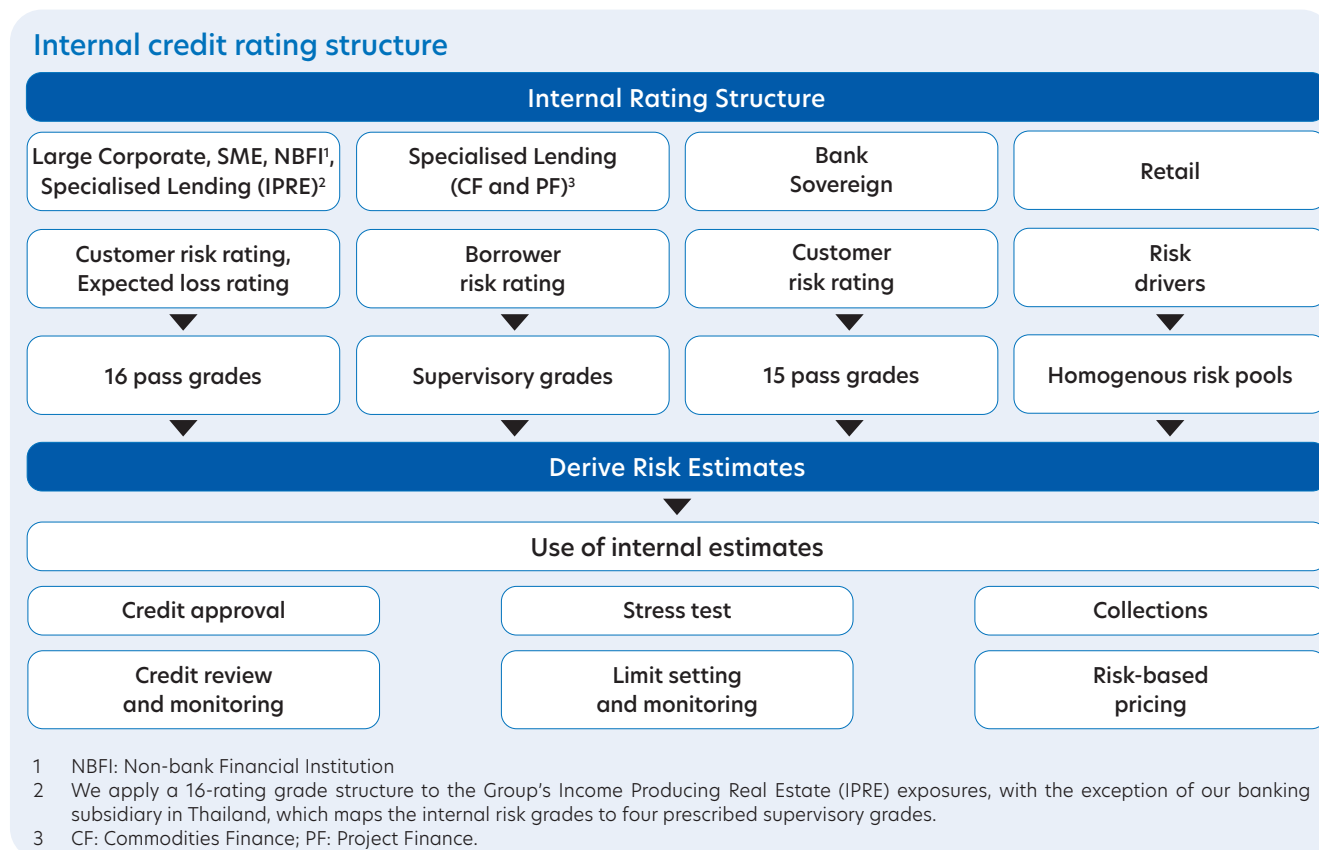 Internal credit rating structure
Internal Rating Structure
Large Corporate, SME, NBFI¹,
Specialised Lending (IPRE)²
Specialised Lending
(CF and PF)³
Bank
Sovereign
Retail
Customer risk rating,
Expected loss rating
Borrower
risk rating
Customer
risk rating
Risk
drivers
16 pass grades
Supervisory grades
15 pass grades
Homogenous risk pools
Derive Risk Estimates
Use of internal estimates
Credit approval
Stress test
Collections
Credit review
and monitoring
Limit setting
and monitoring
Risk-based
pricing
1 NBFI: Non-bank Financial Institution
2 We apply a 16-rating grade structure to the Group's Income Producing Real Estate (IPRE) exposures, with the exception of our banking
subsidiary in Thailand, which maps the internal risk grades to four prescribed supervisory grades.
3 CF: Commodities Finance; PF: Project Finance.